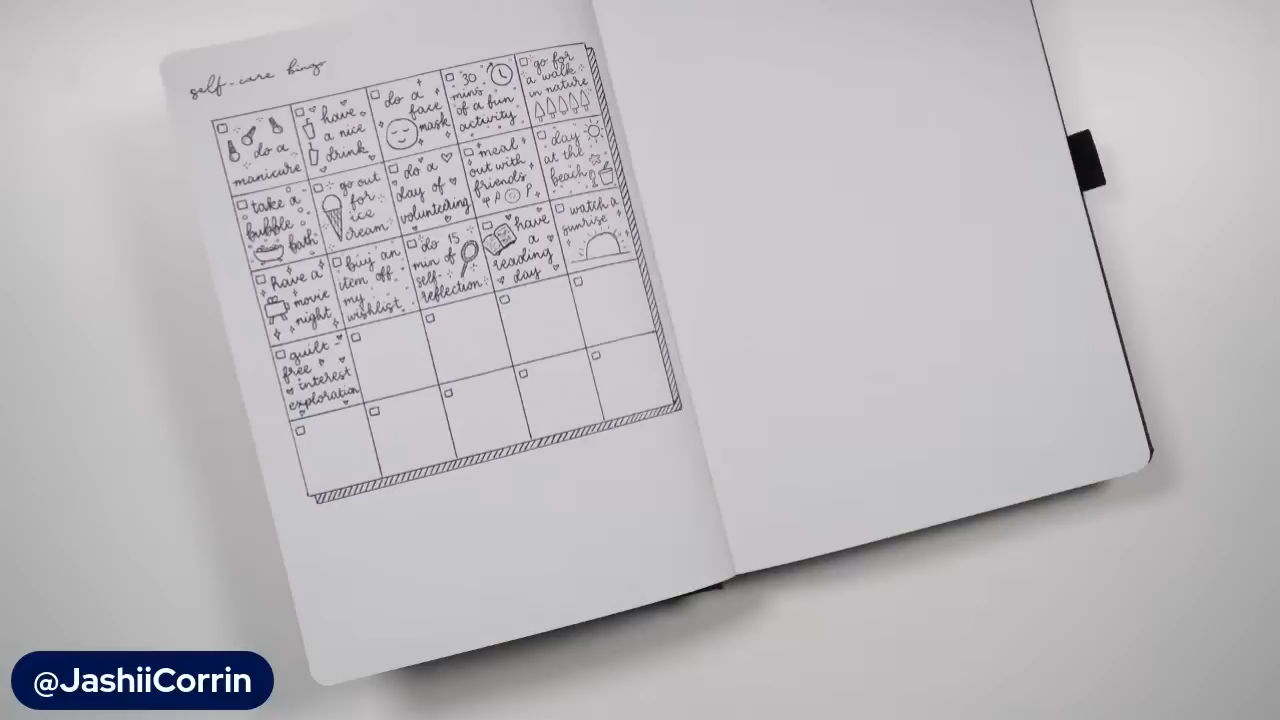 self-care bingo
do a
manicure
have
a nice
drink
do a
face
mask
30
mins
of a fun
activity
go for
a walk
in nature
take a
bubble
bath
go out
for
ice
cream
do a
day of
volunteering
meal
out with
friends
day
at the
beach
have a
movie
night
buy an
item off
my
wishlist
do 15
min of
self-
reflection
have
a
reading
day
watch a
sunrise
guilt-
free
interest
exploration
@JashiiCorrin